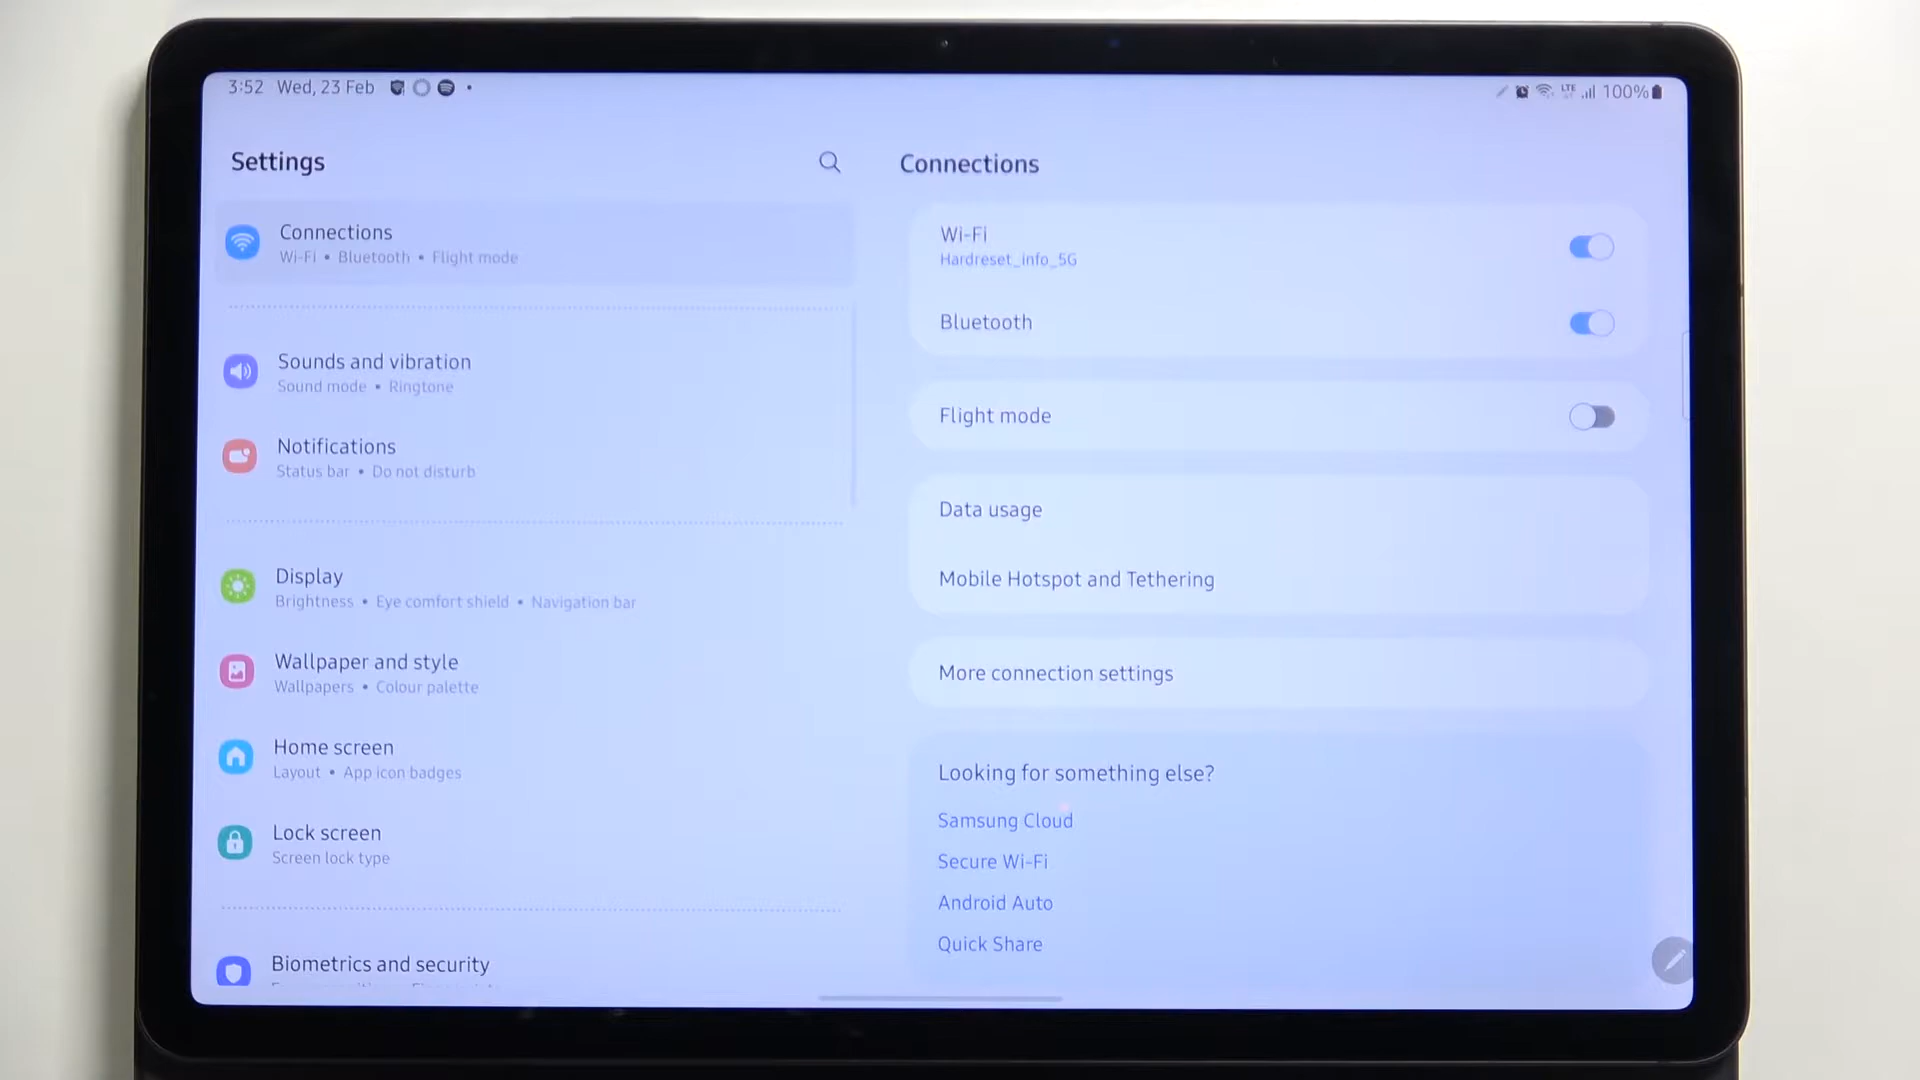 3:52 Wed, 23 Feb
LTE 100%
Settings
Connections
Wi-Fi • Bluetooth • Flight mode
Sounds and vibration
Sound mode • Ringtone
Notifications
Status bar • Do not disturb
Display
Brightness • Eye comfort shield • Navigation bar
Wallpaper and style
Wallpapers • Colour palette
Home screen
Layout • App icon badges
Lock screen
Screen lock type
Biometrics and security
Connections
Wi-Fi
Hardreset_info_5G
Bluetooth
Flight mode
Data usage
Mobile Hotspot and Tethering
More connection settings
Looking for something else?
Samsung Cloud
Secure Wi-Fi
Android Auto
Quick Share